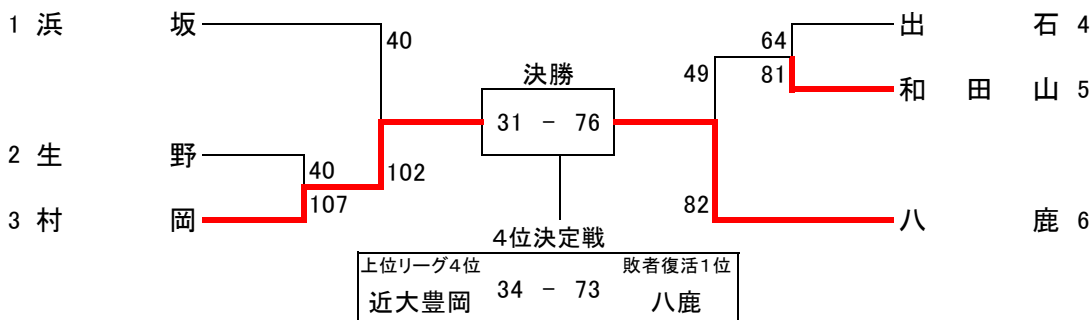 1 浜 坂
40
64
出 石 4
決勝
49
81
和 田 山 5
31 － 76
2 生 野
40
102
107
3 村 岡
82
八 鹿 6
4位決定戦
上位リーグ4位 敗者復活1位
34 － 73
近大豊岡 八鹿